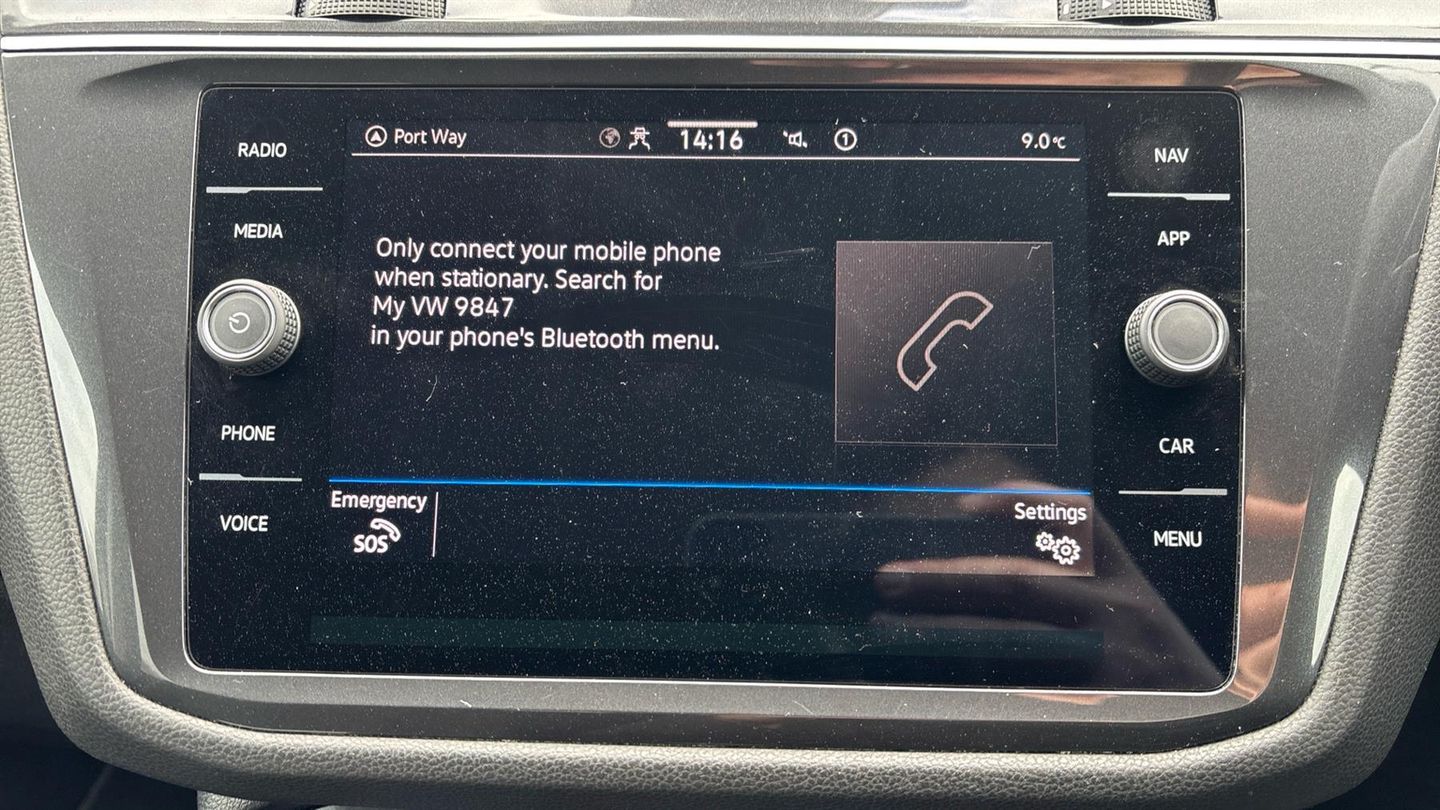 Port Way 14:16 1 9.0°C
RADIO
NAV
MEDIA
APP
Only connect your mobile phone
when stationary. Search for
My VW 9847
in your phone's Bluetooth menu.
PHONE
CAR
Emergency
SOS
Settings
VOICE
MENU